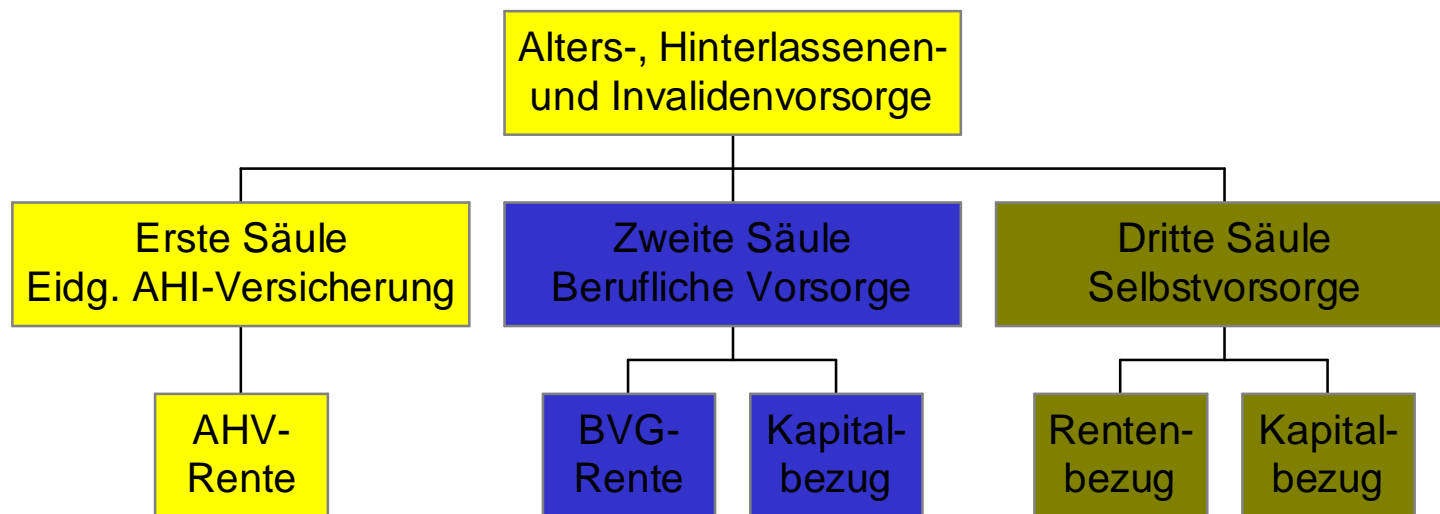 Alters-, Hinterlassenen-
und Invalidenvorsorge
Erste Säule
Eidg. AHI-Versicherung
Zweite Säule
Berufliche Vorsorge
Dritte Säule
Selbstvorsorge
AHV-
Rente
BVG-
Rente
Kapital-
bezug
Renten-
bezug
Kapital-
bezug